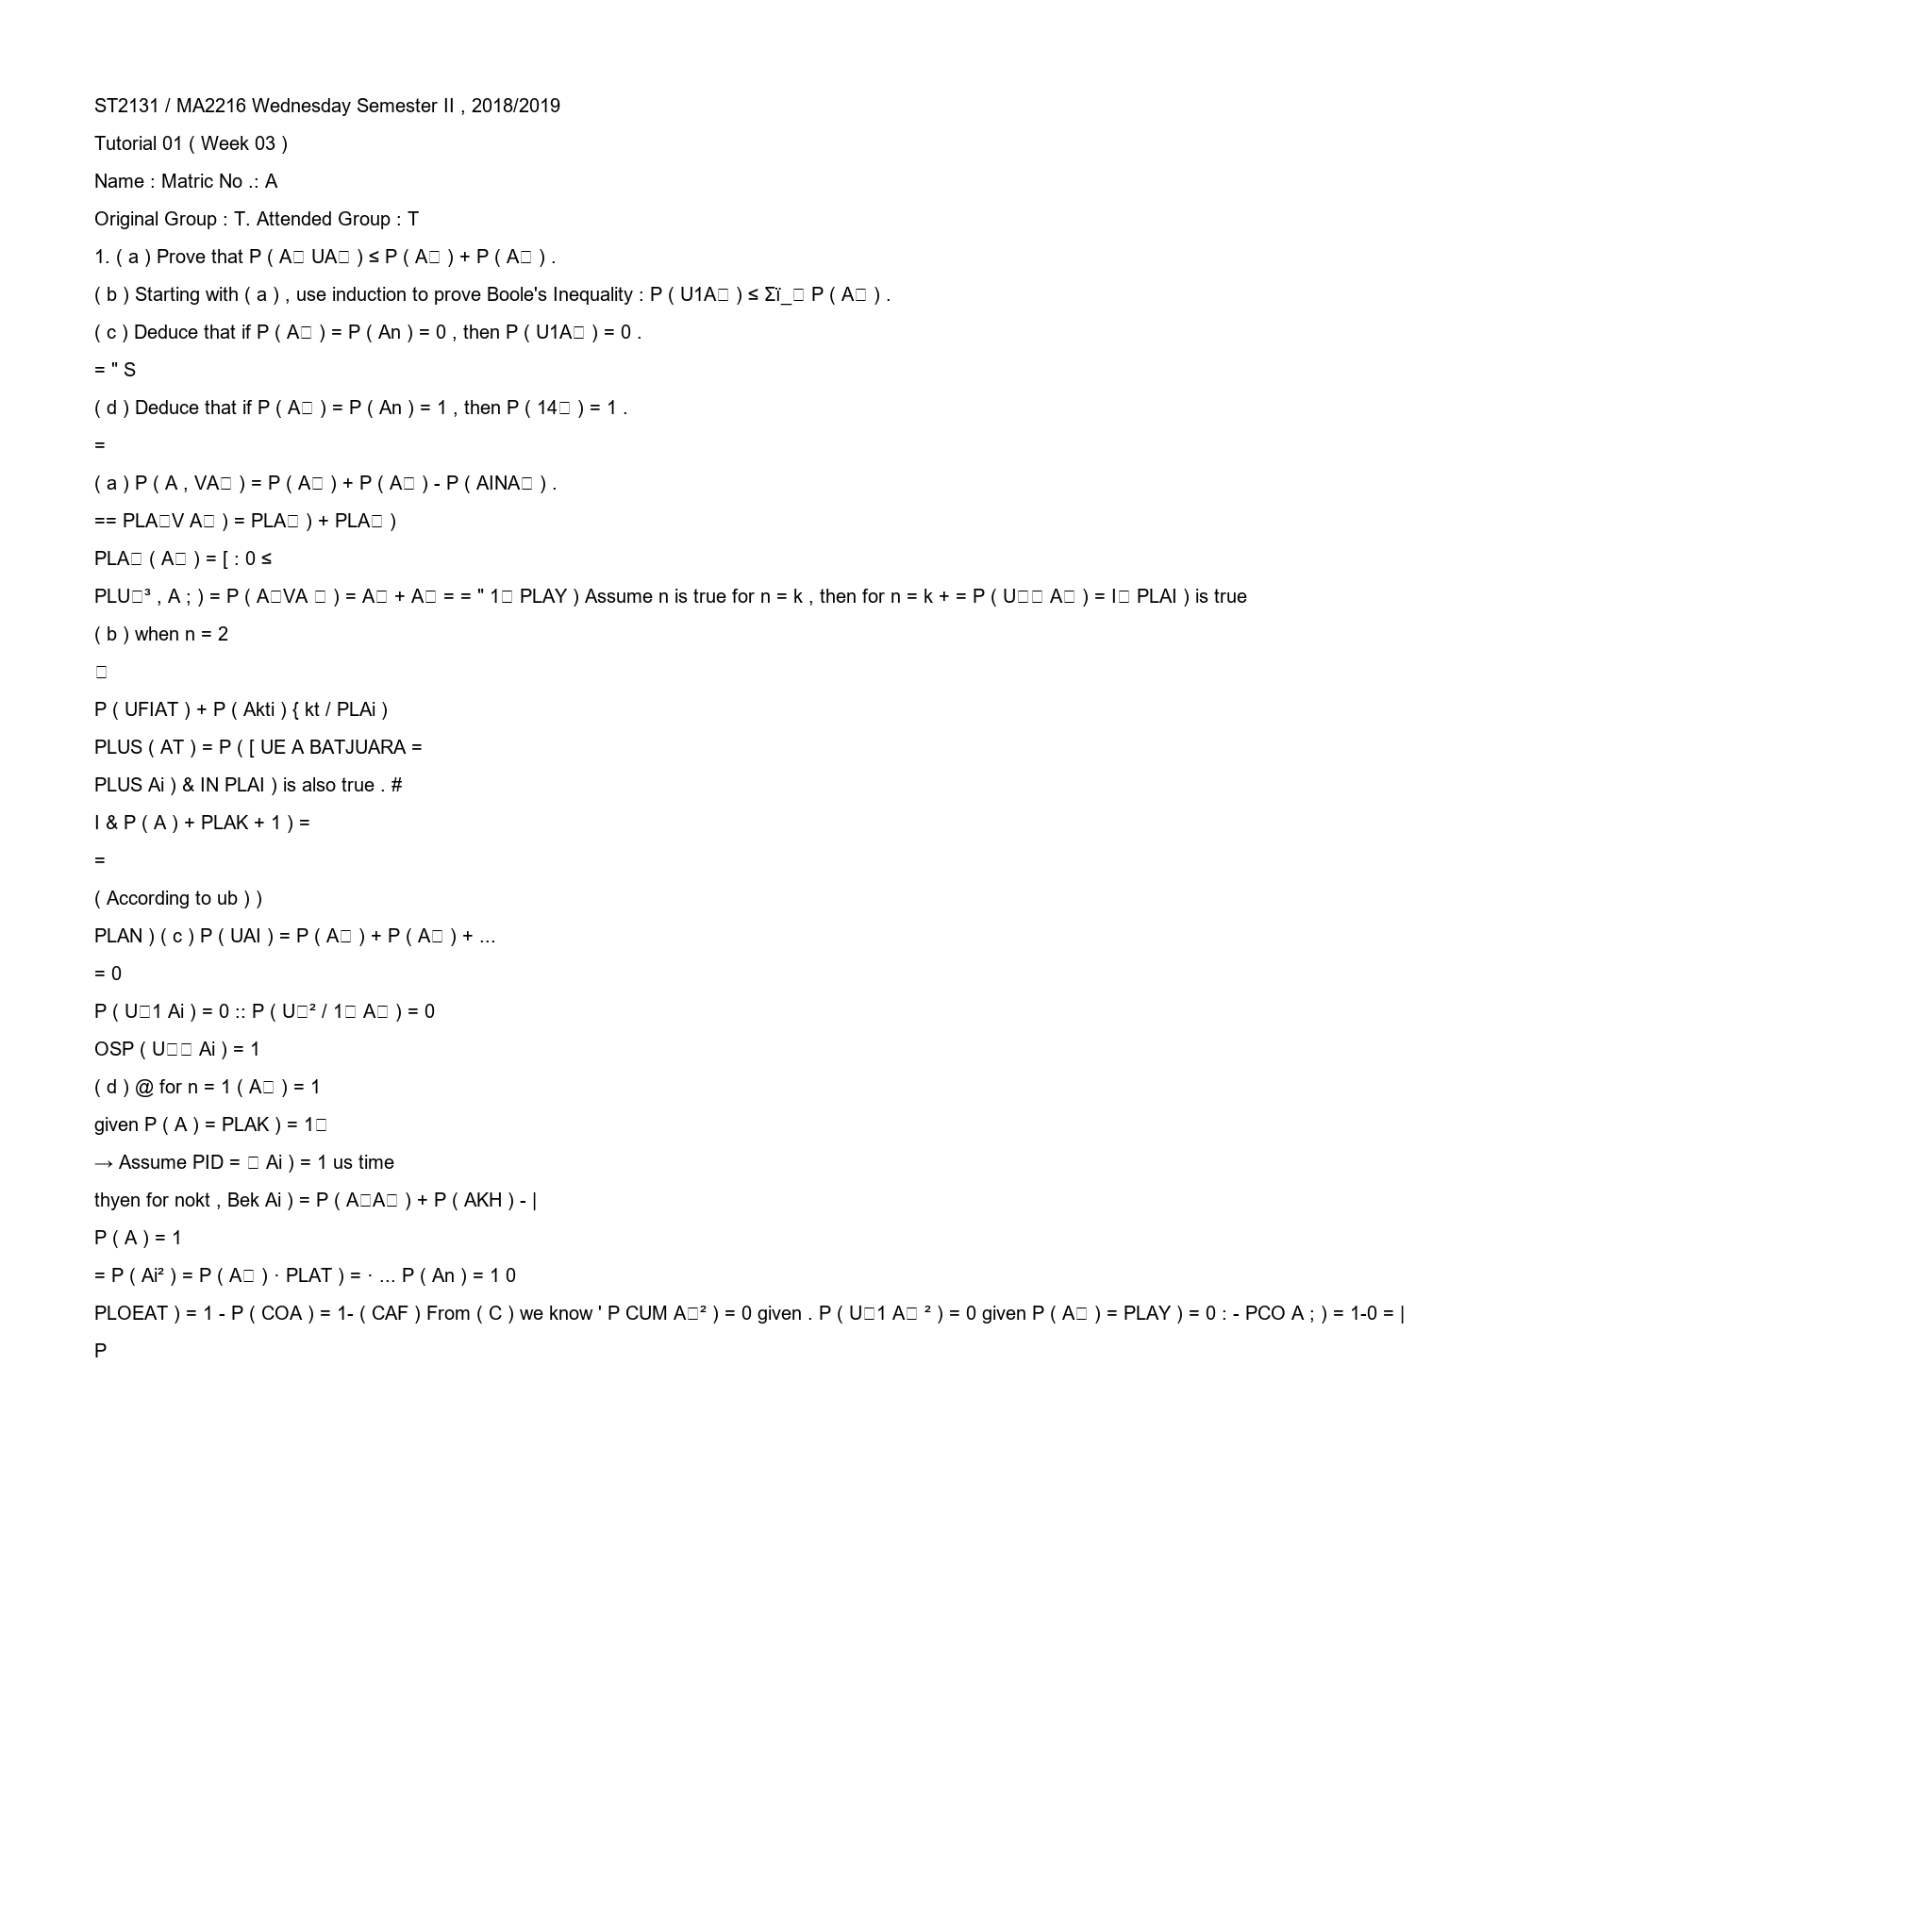 ST2131 / MA2216 Wednesday Semester II , 2018/2019
Tutorial 01 ( Week 03 )
Name : Matric No .: A
Original Group : T. Attended Group : T
1. ( a ) Prove that P ( A□ UA□ ) ≤ P ( A□ ) + P ( A□ ) .
( b ) Starting with ( a ) , use induction to prove Boole's Inequality : P ( U1A□ ) ≤ Σï_□ P ( A□ ) .
( c ) Deduce that if P ( A□ ) = P ( An ) = 0 , then P ( U1A□ ) = 0 .
= " S
( d ) Deduce that if P ( A□ ) = P ( An ) = 1 , then P ( 14□ ) = 1 .
=
( a ) P ( A , VA□ ) = P ( A□ ) + P ( A□ ) - P ( AINA□ ) .
== PLA□V A□ ) = PLA□ ) + PLA□ )
PLA□ ( A□ ) = [ : 0 ≤
PLU□³ , A ; ) = P ( A□VA □ ) = A□ + A□ = = " 1□ PLAY ) Assume n is true for n = k , then for n = k + = P ( U□□ A□ ) = I□ PLAI ) is true
( b ) when n = 2
□
P ( UFIAT ) + P ( Akti ) { kt / PLAi )
PLUS ( AT ) = P ( [ UE A BATJUARA =
PLUS Ai ) & IN PLAI ) is also true . #
I & P ( A ) + PLAK + 1 ) =
=
( According to ub ) )
PLAN ) ( c ) P ( UAI ) = P ( A□ ) + P ( A□ ) + ...
= 0
P ( U□1 Ai ) = 0 :: P ( U□² / 1□ A□ ) = 0
OSP ( U□□ Ai ) = 1
( d ) @ for n = 1 ( A□ ) = 1
given P ( A ) = PLAK ) = 1□
→ Assume PID = □ Ai ) = 1 us time
thyen for nokt , Bek Ai ) = P ( A□A□ ) + P ( AKH ) - |
P ( A ) = 1
= P ( Ai² ) = P ( A□ ) · PLAT ) = · ... P ( An ) = 1 0
PLOEAT ) = 1 - P ( COA ) = 1- ( CAF ) From ( C ) we know ' P CUM A□² ) = 0 given . P ( U□1 A□ ² ) = 0 given P ( A□ ) = PLAY ) = 0 : - PCO A ; ) = 1-0 = |
P